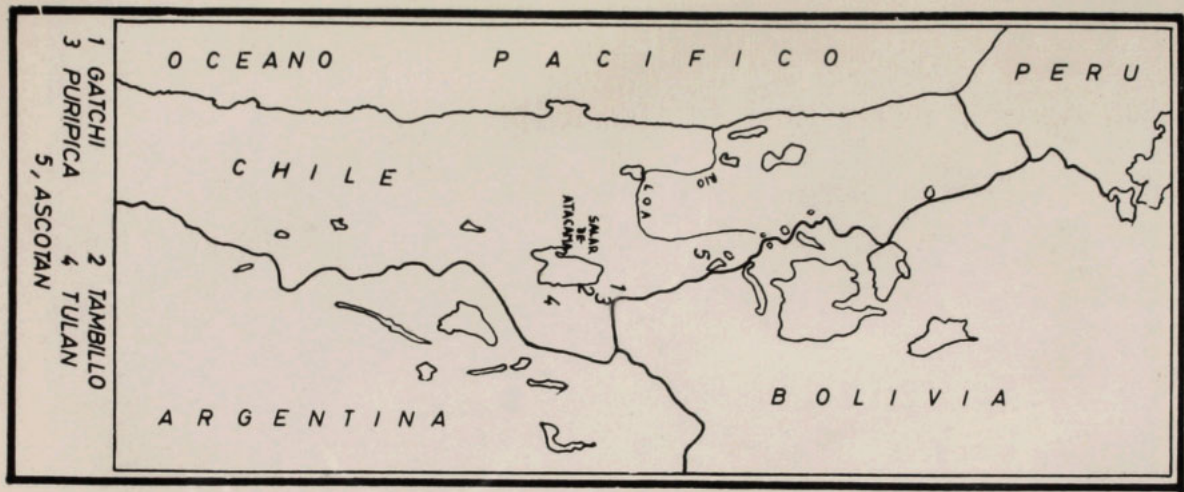 OCEANO PACIFICO
PERU
CHILE
RIO
LOA
SALAR
DE
ATACAMA
1
3
2
4
5
ARGENTINA
BOLIVIA
1 GATCHI 2 TAMBILLO
3 PURIPICA 4 TULAN
5, ASCOTAN